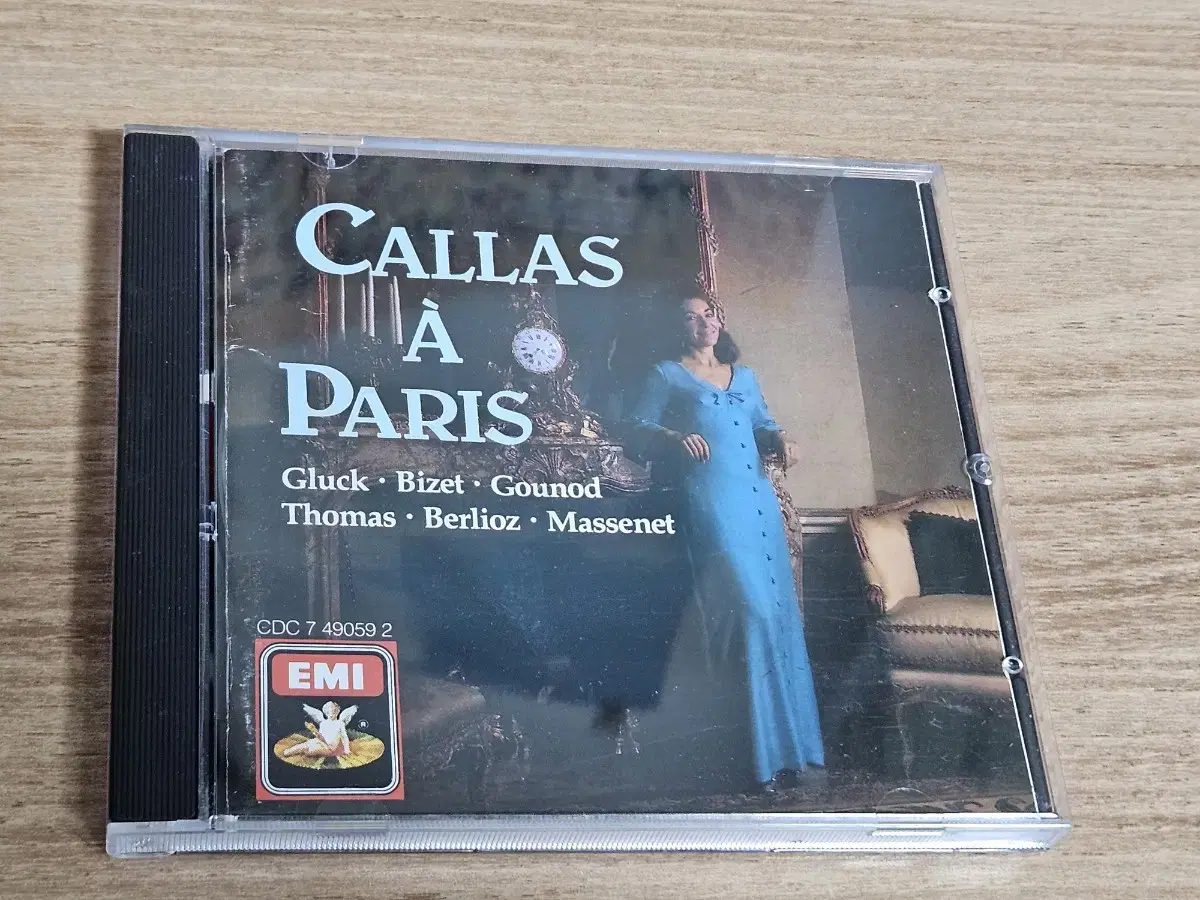 CALLAS
À
PARIS
Gluck · Bizet · Gounod
Thomas · Berlioz · Massenet
CDC 7 49059 2
EMI
®